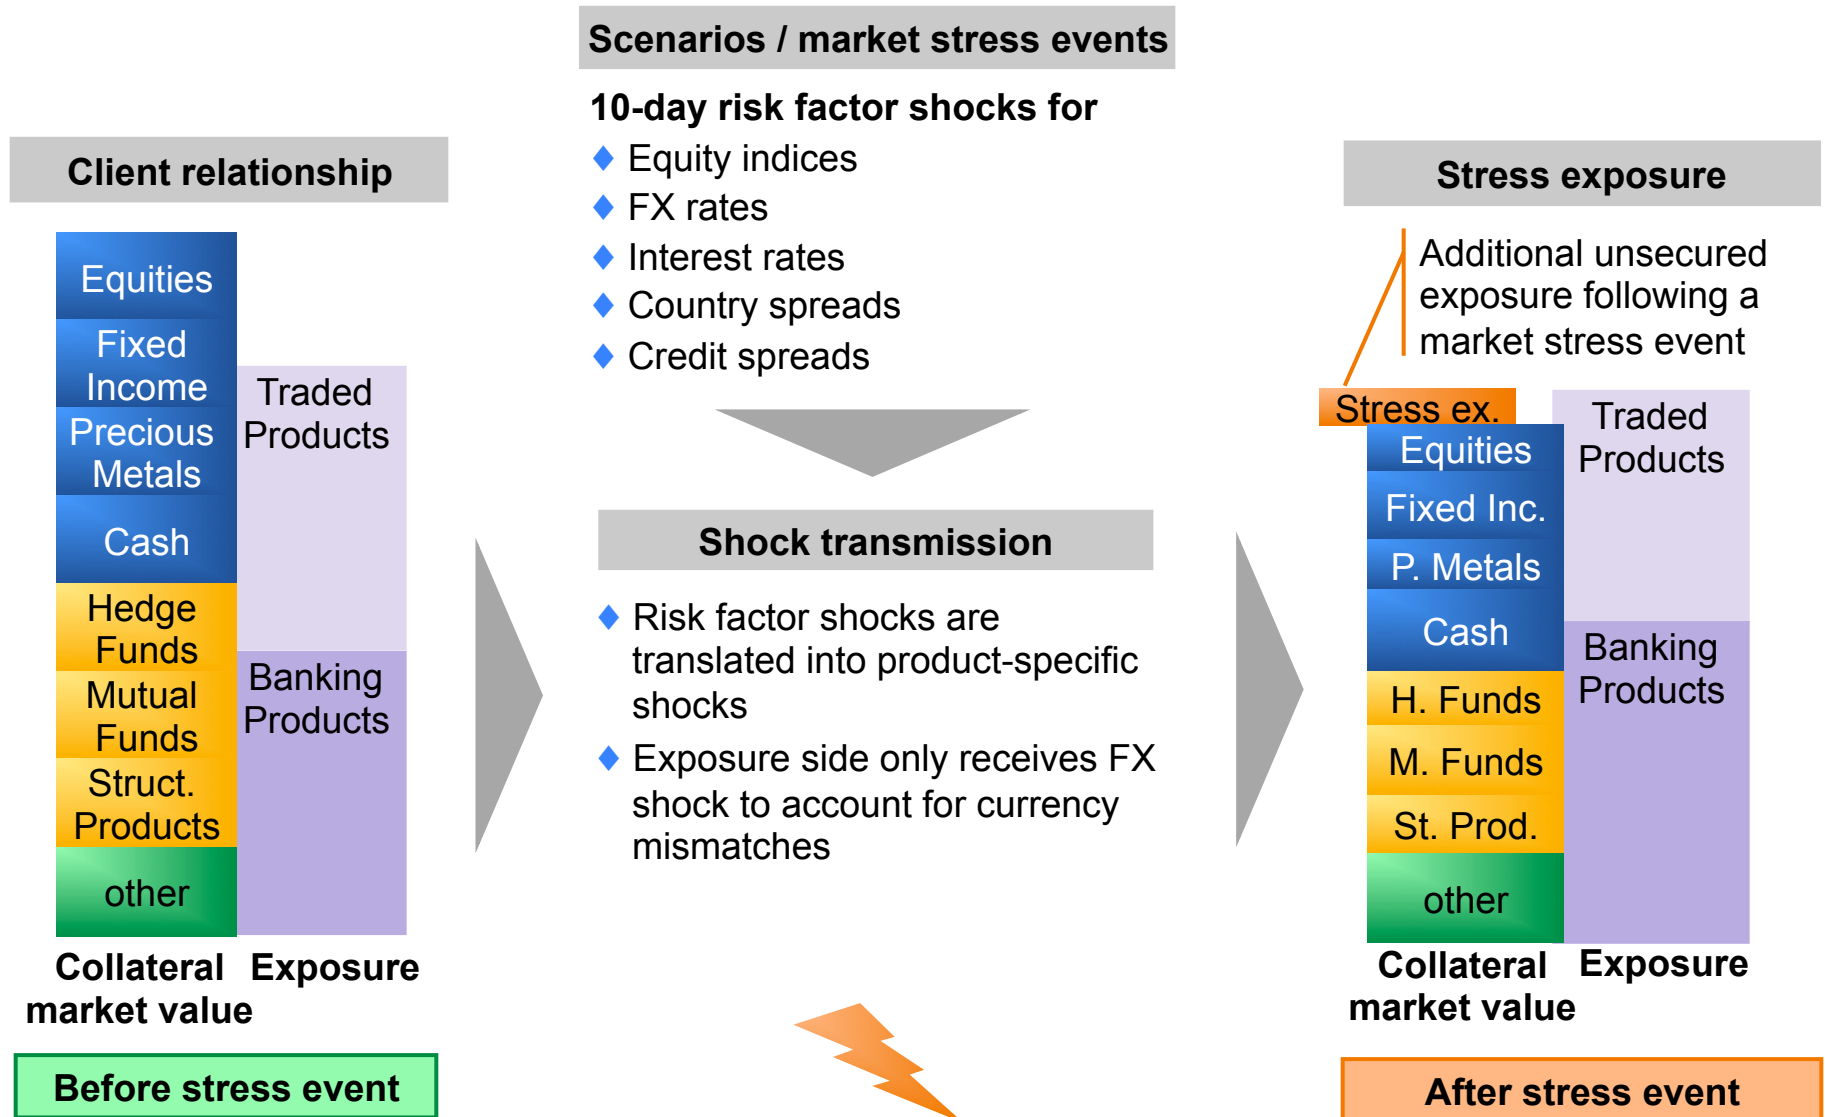 Scenarios / market stress events
10-day risk factor shocks for
Equity indices
FX rates
Interest rates
Country spreads
Credit spreads
Client relationship
Equities
Fixed
Income
Precious
Metals
Cash
Hedge
Funds
Mutual
Funds
Struct.
Products
other
Traded
Products
Banking
Products
Collateral
market value
Exposure
Before stress event
Shock transmission
Risk factor shocks are
translated into product-specific
shocks
Exposure side only receives FX
shock to account for currency
mismatches
Stress exposure
Additional unsecured
exposure following a
market stress event
Stress ex.
Equities
Fixed Inc.
P. Metals
Cash
H. Funds
M. Funds
St. Prod.
other
Traded
Products
Banking
Products
Collateral
market value
Exposure
After stress event